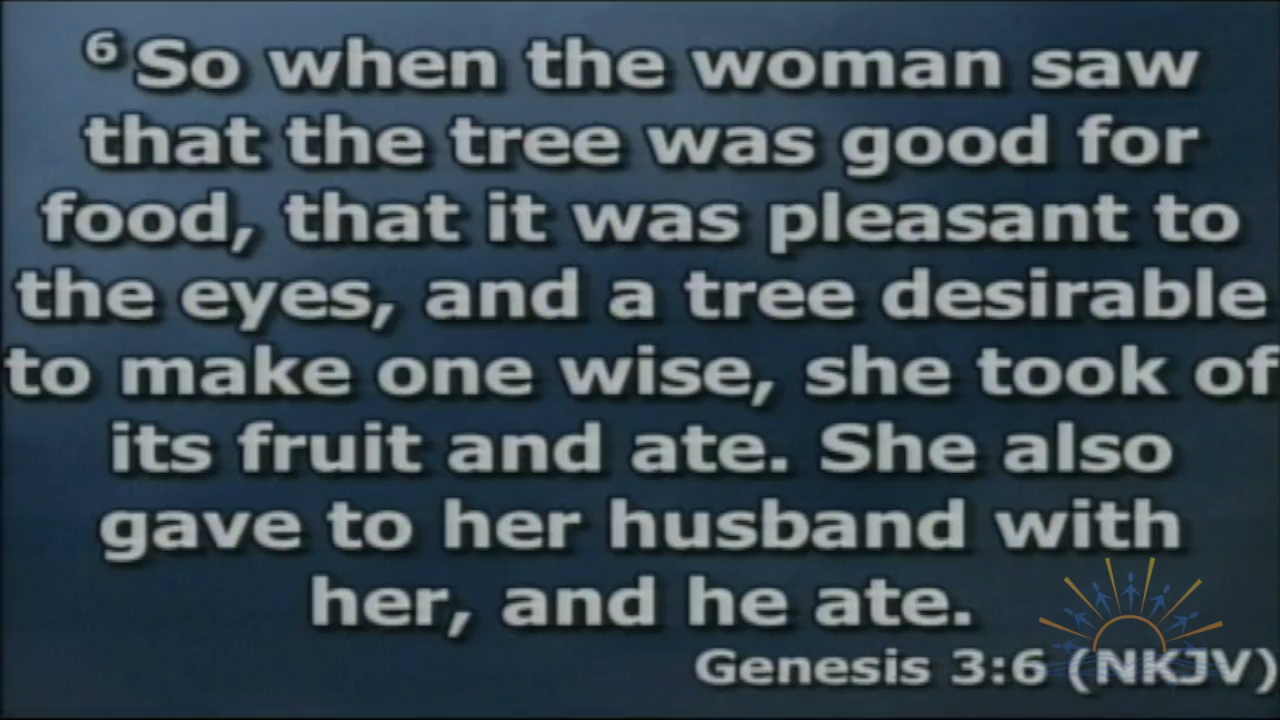 ⁶ So when the woman saw
that the tree was good for
food, that it was pleasant to
the eyes, and a tree desirable
to make one wise, she took of
its fruit and ate. She also
gave to her husband with
her, and he ate.
Genesis 3:6 (NKJV)